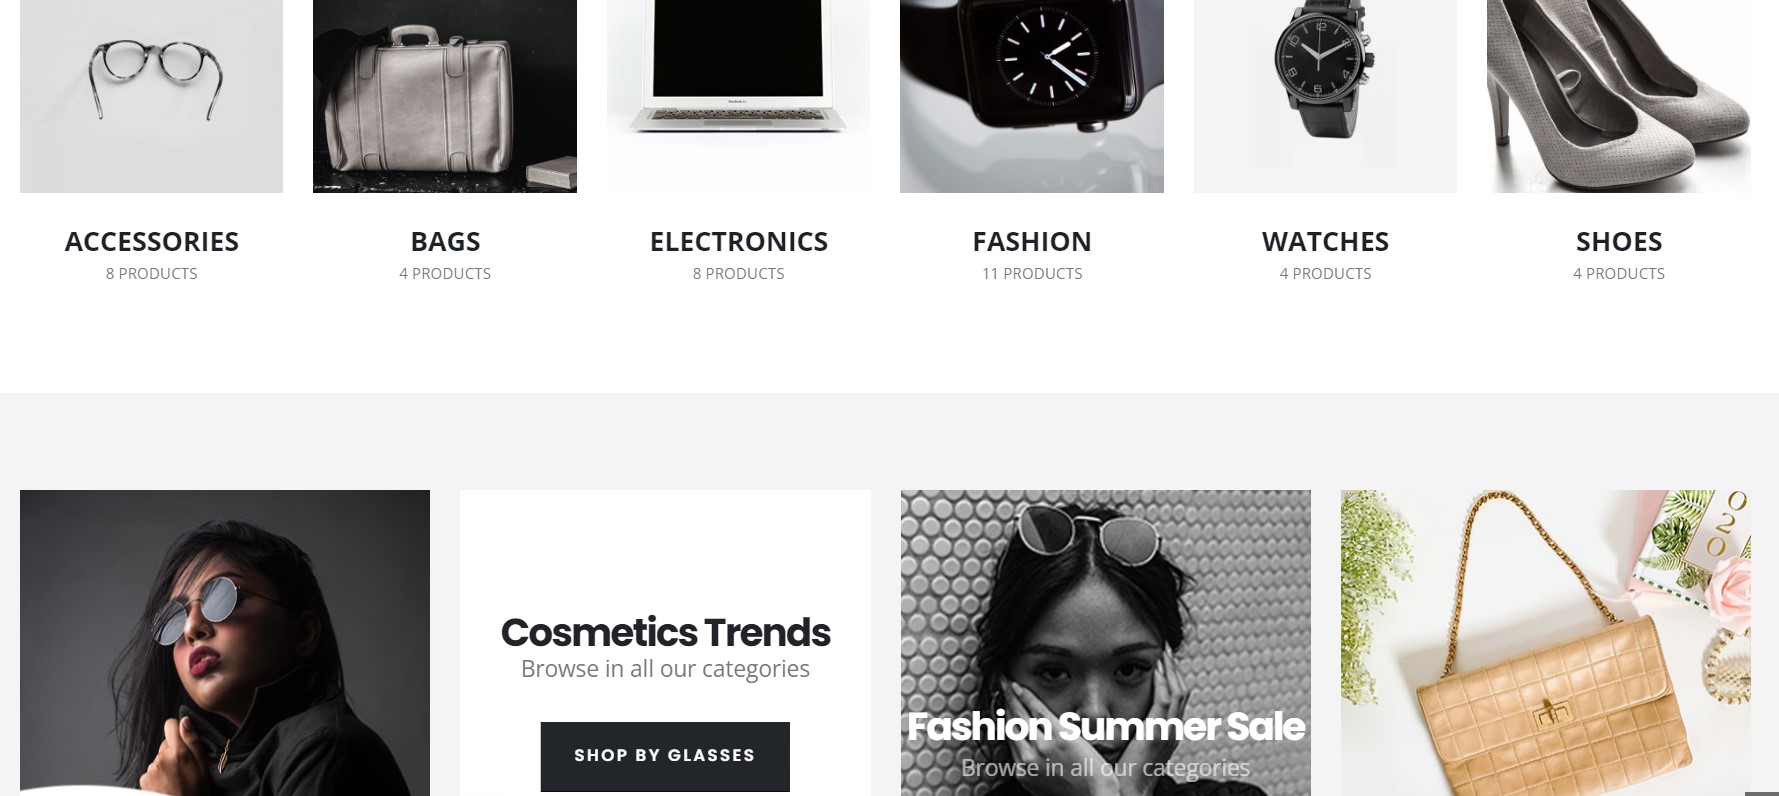 ACCESSORIES
8 PRODUCTS
BAGS
4 PRODUCTS
ELECTRONICS
8 PRODUCTS
FASHION
11 PRODUCTS
WATCHES
4 PRODUCTS
SHOES
4 PRODUCTS
Cosmetics Trends
Browse in all our categories
SHOP BY GLASSES
Fashion Summer Sale
Browse in all our categories